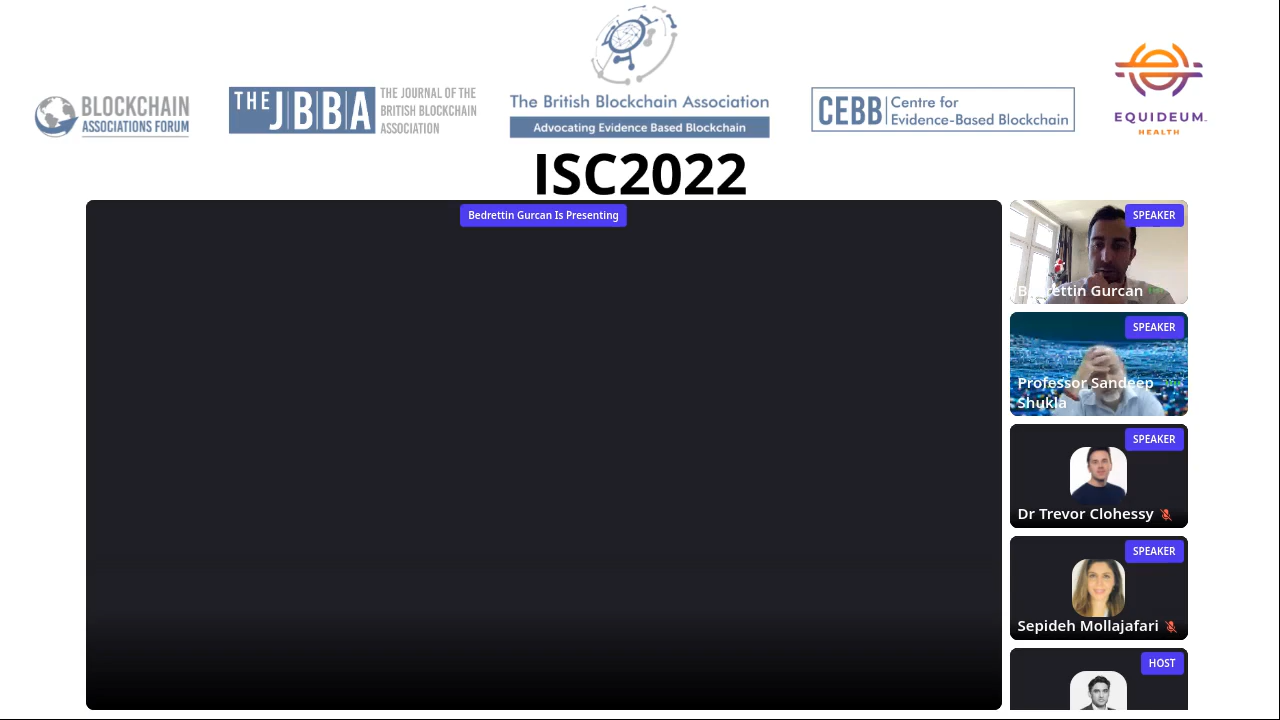 BLOCKCHAIN
ASSOCIATIONS FORUM
THE JBBA
THE JOURNAL OF THE
BRITISH BLOCKCHAIN
ASSOCIATION
The British Blockchain Association
Advocating Evidence Based Blockchain
CEBB
Centre for
Evidence-Based Blockchain
EQUIDEUM
HEALTH
ISC2022
Bedrettin Gurcan Is Presenting
SPEAKER
Bedrettin Gurcan
SPEAKER
Professor Sandeep
Shukla
SPEAKER
Dr Trevor Clohessy
SPEAKER
Sepideh Mollajafari
HOST